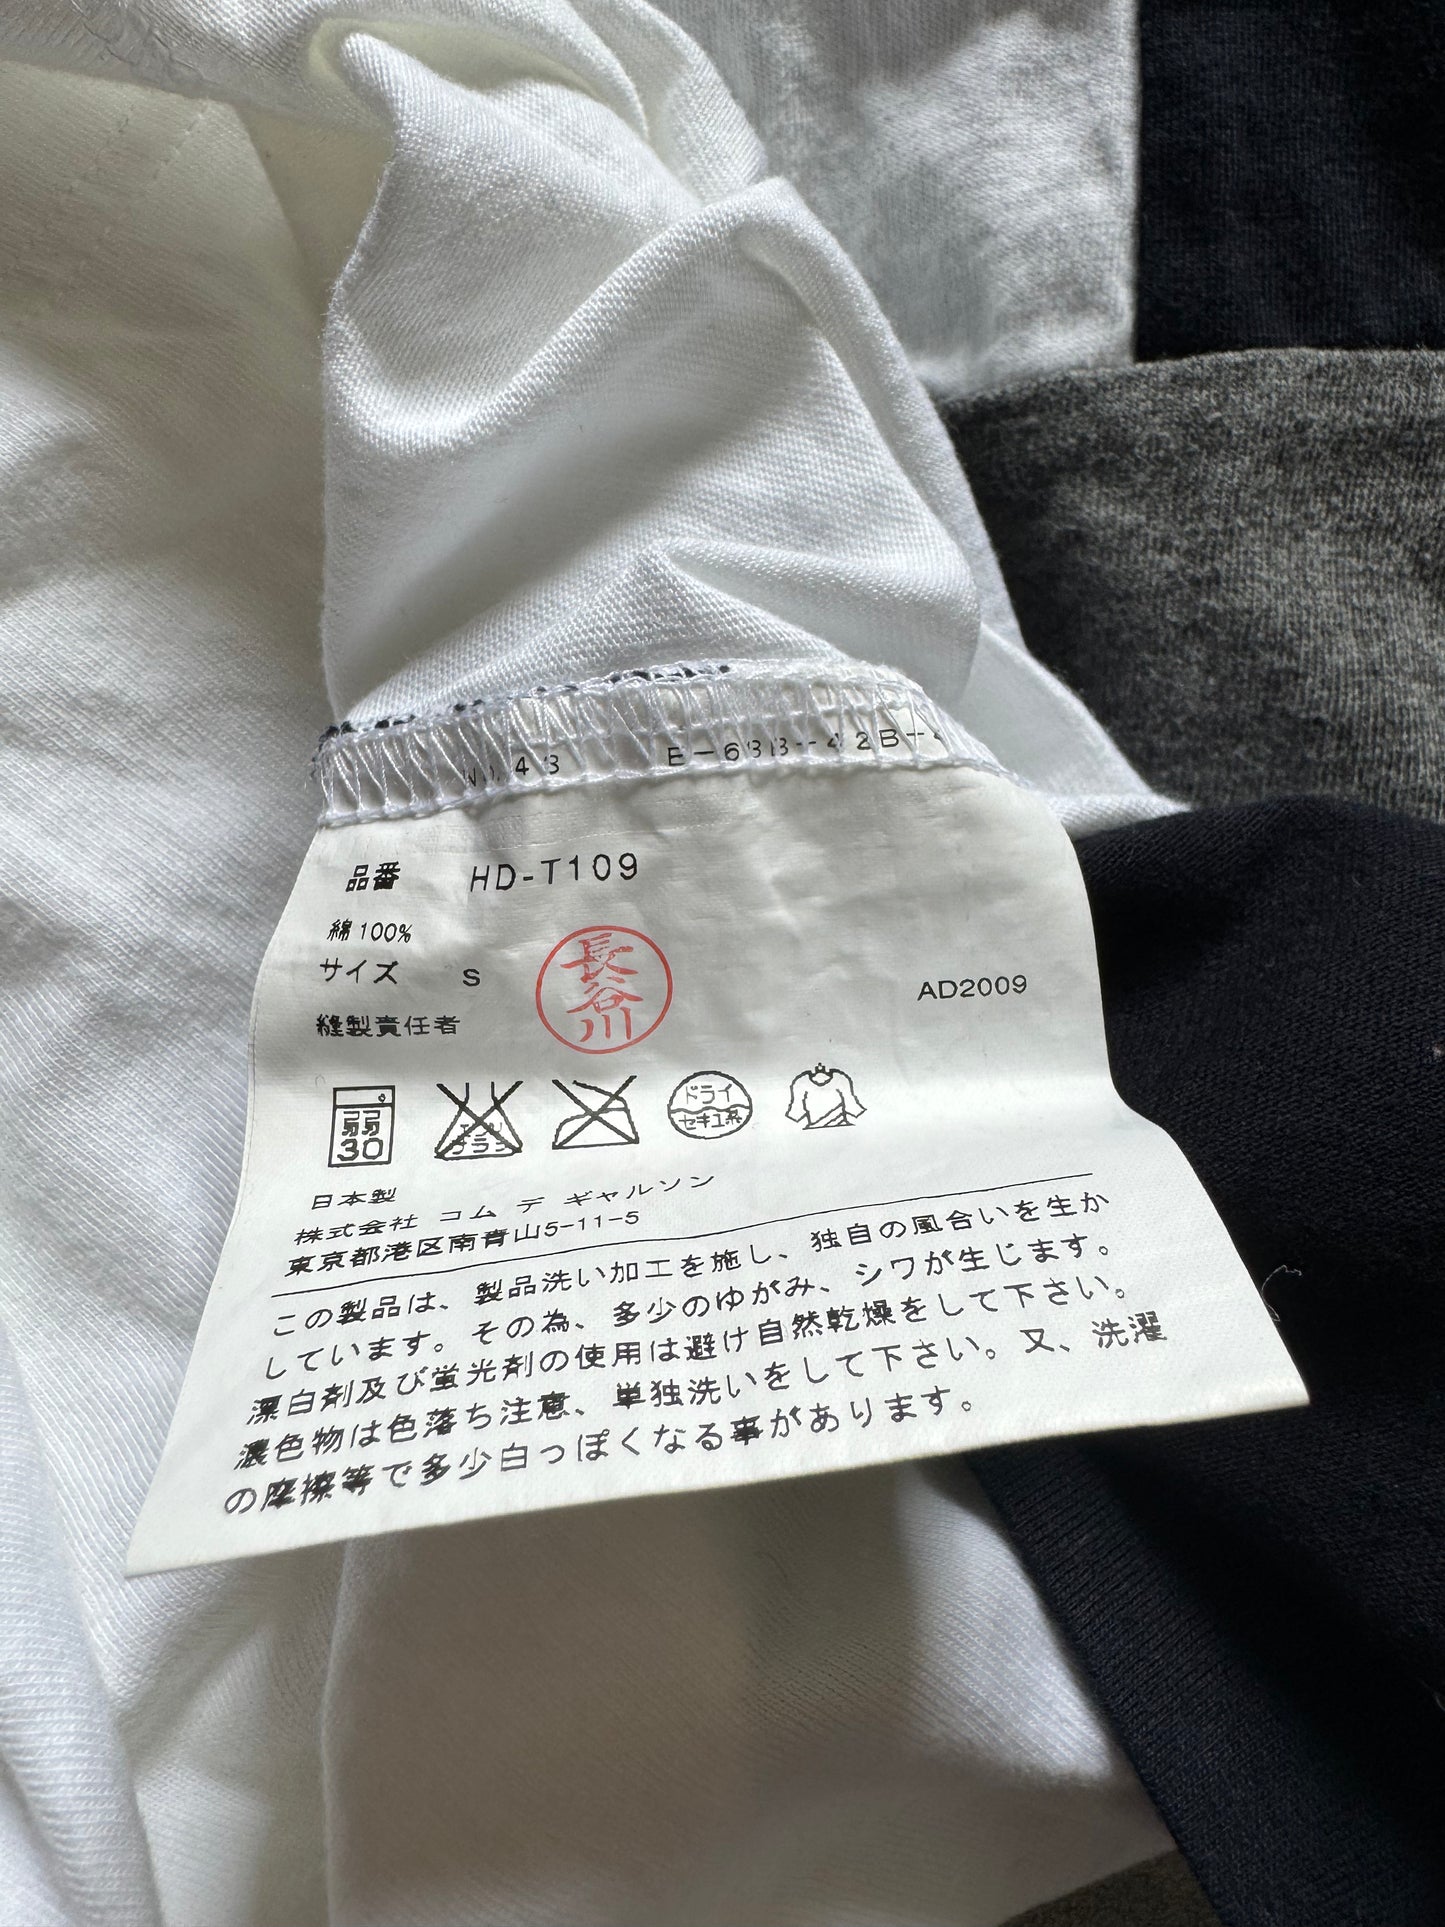 品番 HD-T109
綿100%
サイズ S
AD2009
縫製責任者
長谷川
弱
30
エンソ
サラシ
ドライ
セキユ系
日本製
株式会社 コム デ ギャルソン
東京都港区南青山5-11-5
この製品は、製品洗い加工を施し、独自の風合いを生か
しています。その為、多少のゆがみ、シワが生じます。
漂白剤及び蛍光剤の使用は避け自然乾燥をして下さい。
濃色物は色落ち注意、単独洗いをして下さい。又、洗濯
の摩擦等で多少白っぽくなる事があります。